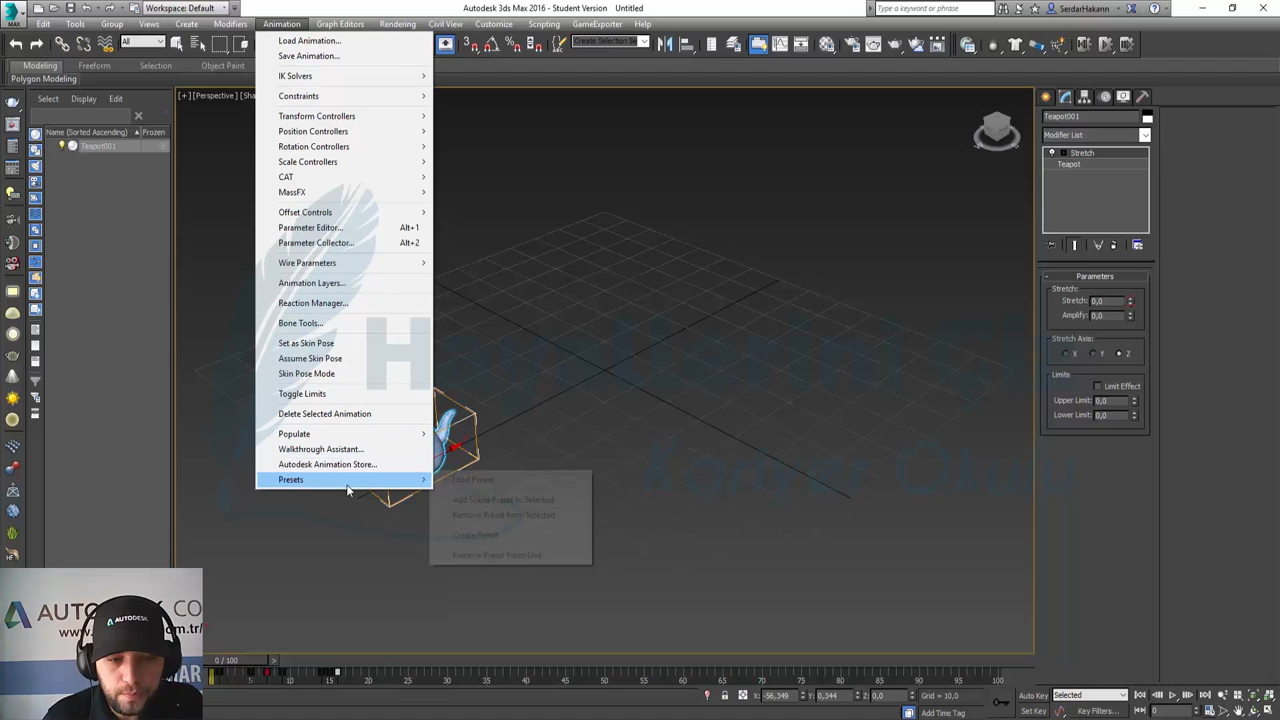 Edit Tools Group Views Create Modifiers Animation Graph Editors Rendering Civil View Customize Scripting GameExporter Help
Workspace: Default
Autodesk 3ds Max 2016 - Student Version Untitled
Type a keyword or phrase
SerdarHakann
MAX
All
Create Selection Se
Modeling Freeform Selection Object Paint
Polygon Modeling
Select Display Edit
Name (Sorted Ascending) Frozen
Teapot001
Load Animation...
Save Animation...
IK Solvers
Constraints
Transform Controllers
Position Controllers
Rotation Controllers
Scale Controllers
CAT
MassFX
Offset Controls
Parameter Editor... Alt+1
Parameter Collector... Alt+2
Wire Parameters
Animation Layers...
Reaction Manager...
Bone Tools...
Set as Skin Pose
Assume Skin Pose
Skin Pose Mode
Toggle Limits
Delete Selected Animation
Populate
Walkthrough Assistant...
Autodesk Animation Store...
Presets
Load Preset
Add Scene Preset to Selected
Remove Preset from Selected
Create Preset
Remove Preset From Disk
[+] [Perspective]
Teapot001
Modifier List
Stretch
Teapot
Parameters
Stretch:
Stretch: 0,0
Amplify: 0,0
Stretch Axis:
X Y Z
Limits
Limit Effect
Upper Limit: 0,0
Lower Limit: 0,0
AUTODESK
0 / 100
10 15 20 25 30 35 40 45 50 55 60 65 70 75 80 85 90 95 100
X: -56,349 Y: 0,344 Z: 0,0 Grid = 10,0
Add Time Tag
Auto Key Selected
Set Key Key Filters...
0